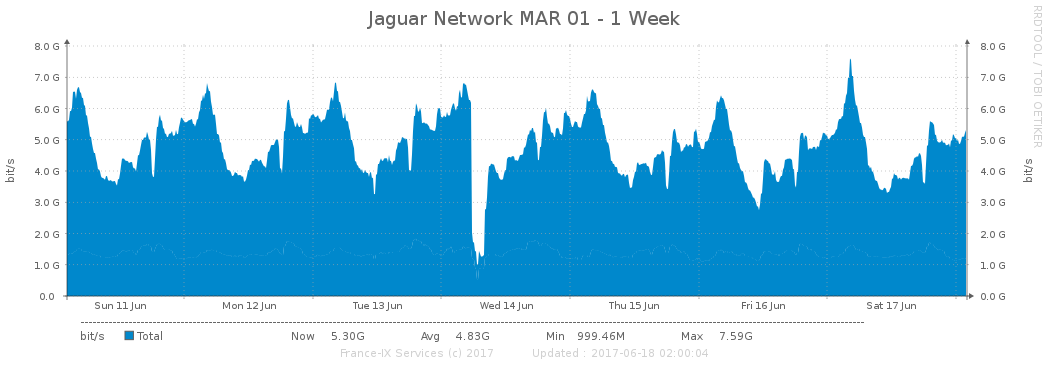 Jaguar Network MAR 01 - 1 Week
RRDTOOL / TOBI OETIKER
bit/s
8.0 G
7.0 G
6.0 G
5.0 G
4.0 G
3.0 G
2.0 G
1.0 G
0.0
8.0 G
7.0 G
6.0 G
5.0 G
4.0 G
3.0 G
2.0 G
1.0 G
0.0 G
bit/s
Sun 11 Jun Mon 12 Jun Tue 13 Jun Wed 14 Jun Thu 15 Jun Fri 16 Jun Sat 17 Jun
bit/s Total Now 5.30G Avg 4.83G Min 999.46M Max 7.59G
France-IX Services (c) 2017 Updated : 2017-06-18 02:00:04